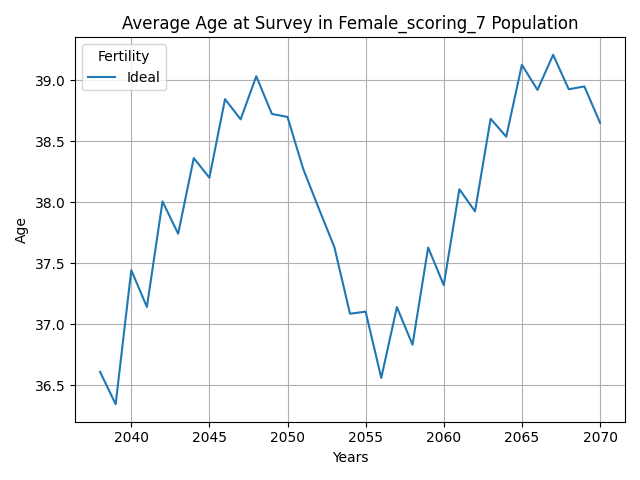 Average Age at Survey in Female_scoring_7 Population
Fertility
Ideal
39.0
38.5
38.0
37.5
37.0
36.5
Age
2040 2045 2050 2055 2060 2065 2070
Years